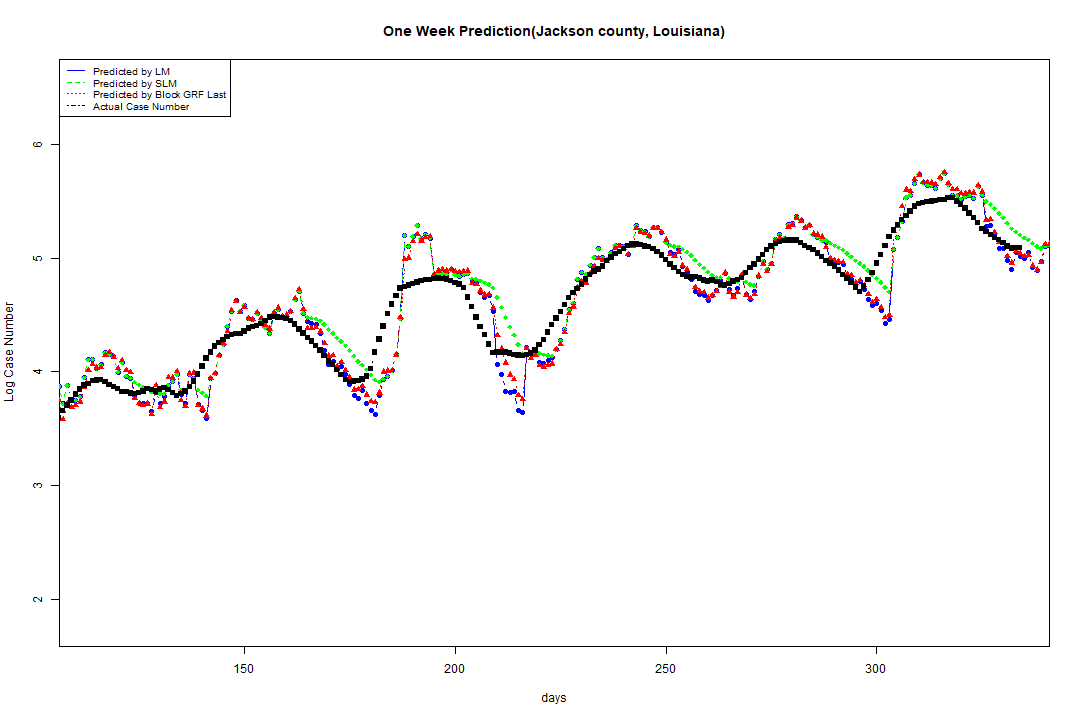 One Week Prediction(Jackson county, Louisiana)
Predicted by LM
Predicted by SLM
Predicted by Block GRF Last
Actual Case Number
6
5
4
3
2
Log Case Number
150
200
250
300
days